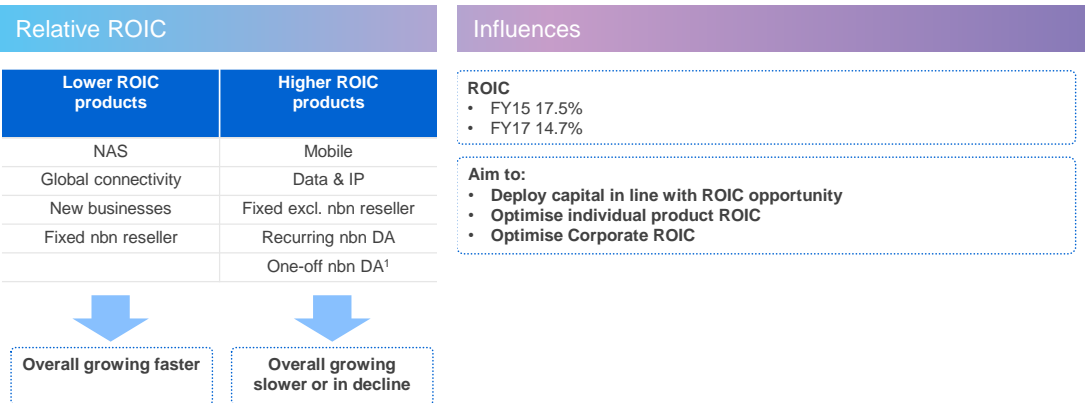 Relative ROIC
Lower ROIC
products
Higher ROIC
products
NAS
Mobile
Global connectivity
Data & IP
New businesses
Fixed excl. nbn reseller
Fixed nbn reseller
Recurring nbn DA
One-off nbn DA¹
Overall growing faster
Overall growing
slower or in decline
Influences
ROIC
• FY15 17.5%
• FY17 14.7%
Aim to:
• Deploy capital in line with ROIC opportunity
• Optimise individual product ROIC
• Optimise Corporate ROIC